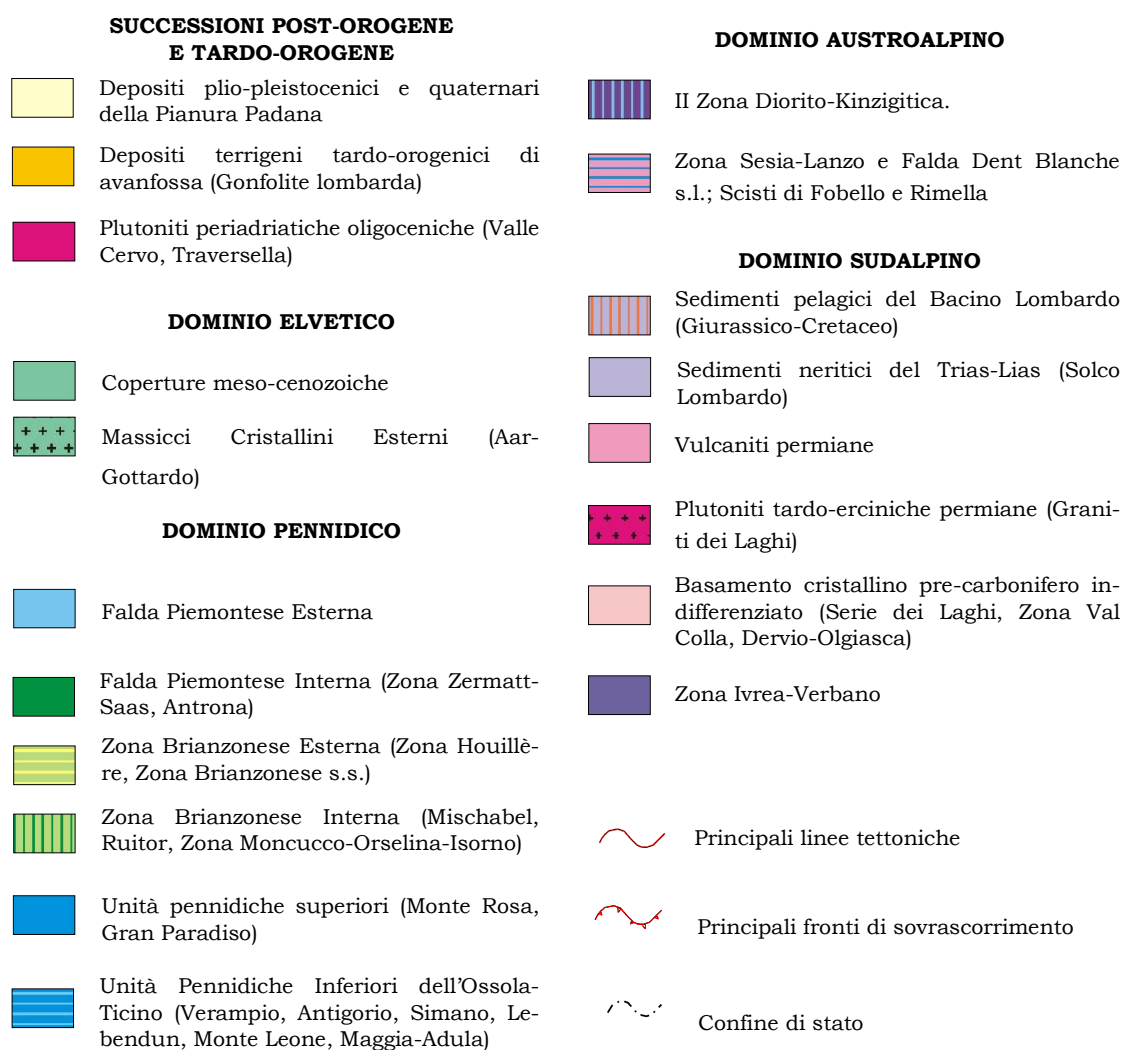 SUCCESSIONI POST-OROGENE
E TARDO-OROGENE
Depositi plio-pleistocenici e quaternari
della Pianura Padana
Depositi terrigeni tardo-orogenici di
avanfossa (Gonfolite lombarda)
Plutoniti periadriatiche oligoceniche (Valle
Cervo, Traversella)
DOMINIO ELVETICO
Coperture meso-cenozoiche
Massicci Cristallini Esterni (Aar-
Gottardo)
DOMINIO PENNIDICO
Falda Piemontese Esterna
Falda Piemontese Interna (Zona Zermatt-
Saas, Antrona)
Zona Brianzonese Esterna (Zona Houillè-
re, Zona Brianzonese s.s.)
Zona Brianzonese Interna (Mischabel,
Ruitor, Zona Moncucco-Orselina-Isorno)
Unità pennidiche superiori (Monte Rosa,
Gran Paradiso)
Unità Pennidiche Inferiori dell'Ossola-
Ticino (Verampio, Antigorio, Simano, Le-
bendun, Monte Leone, Maggia-Adula)
DOMINIO AUSTROALPINO
II Zona Diorito-Kinzigitica.
Zona Sesia-Lanzo e Falda Dent Blanche
s.l.; Scisti di Fobello e Rimella
DOMINIO SUDALPINO
Sedimenti pelagici del Bacino Lombardo
(Giurassico-Cretaceo)
Sedimenti neritici del Trias-Lias (Solco
Lombardo)
Vulcaniti permiane
Plutoniti tardo-erciniche permiane (Grani-
ti dei Laghi)
Basamento cristallino pre-carbonifero in-
differenziato (Serie dei Laghi, Zona Val
Colla, Dervio-Olgiasca)
Zona Ivrea-Verbano
Principali linee tettoniche
Principali fronti di sovrascorrimento
Confine di stato